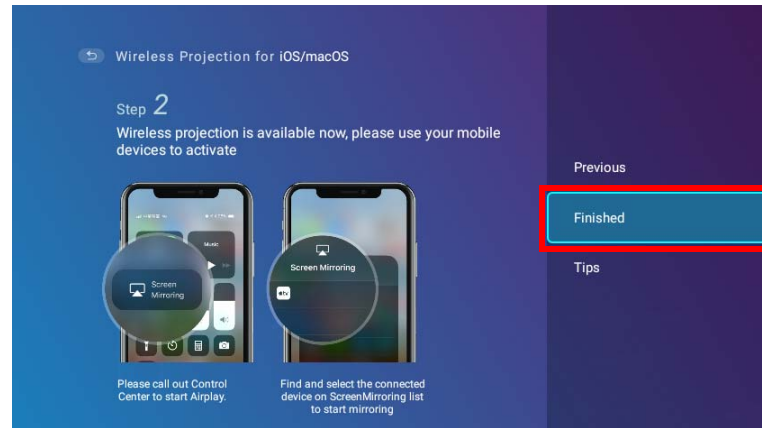 Wireless Projection for iOS/macOS
Step 2
Wireless projection is available now, please use your mobile
devices to activate
Music
Screen
Mirroring
Screen Mirroring
tv
Please call out Control
Center to start Airplay.
Find and select the connected
device on ScreenMirroring list
to start mirroring
Previous
Finished
Tips